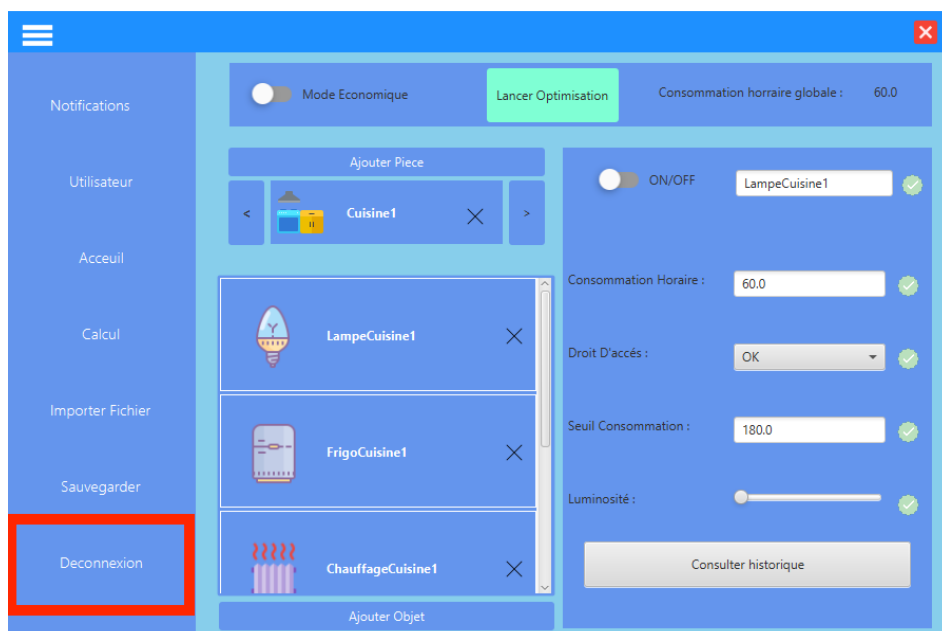 Notifications
Utilisateur
Acceuil
Calcul
Importer Fichier
Sauvegarder
Deconnexion
Mode Economique
Lancer Optimisation
Consommation horraire globale : 60.0
Ajouter Piece
< Cuisine1 >
LampeCuisine1
FrigoCuisine1
ChauffageCuisine1
Ajouter Objet
ON/OFF LampeCuisine1
Consommation Horaire : 60.0
Droit D'accés : OK
Seuil Consommation : 180.0
Luminosité :
Consulter historique